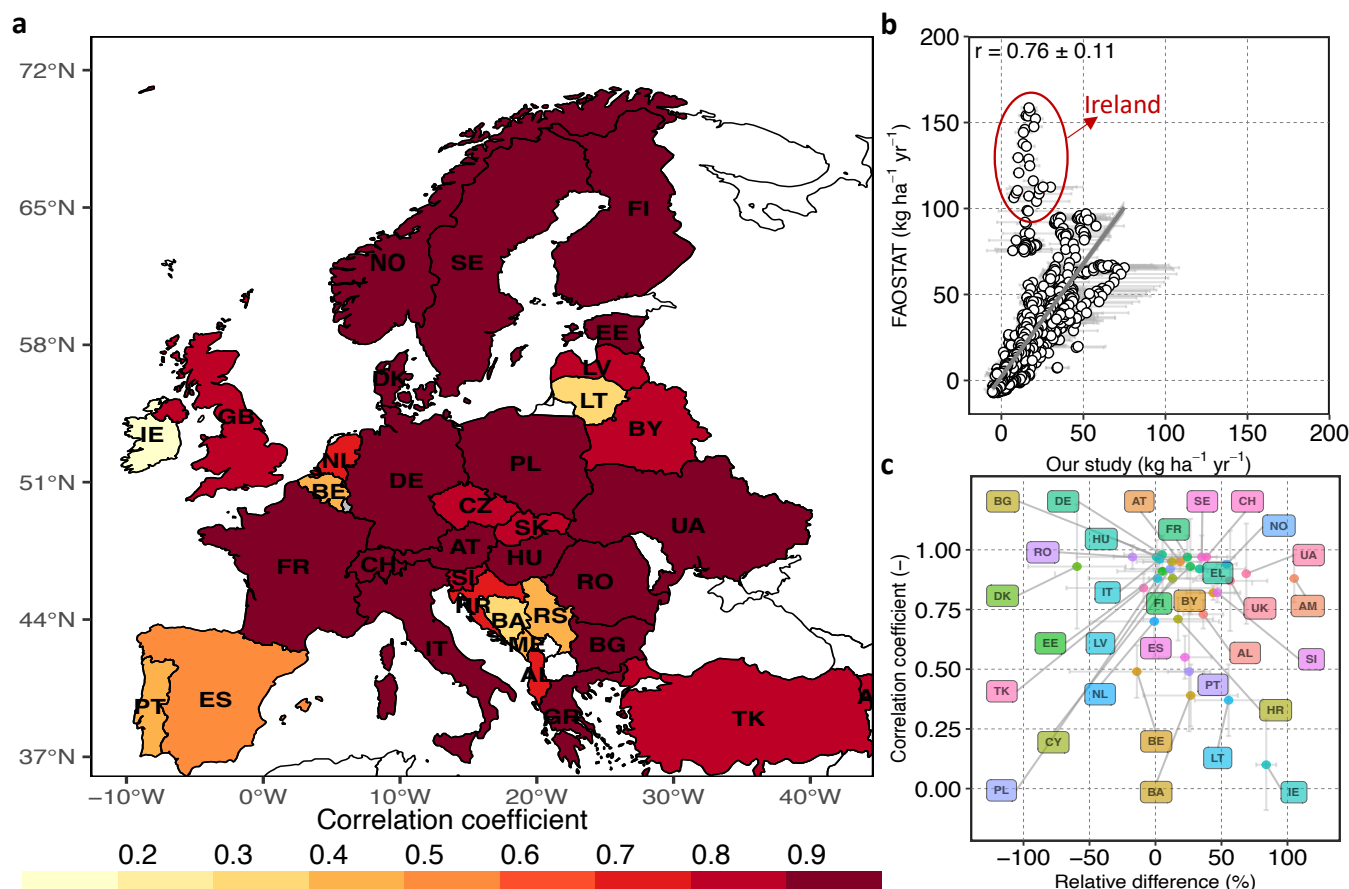 a
72°N
65°N
58°N
51°N
44°N
37°N
NO
SE
FI
EE
LV
LT
DK
BY
IE
GB
NL
BE
DE
PL
CZ
SK
UA
FR
CH
AT
HU
SI
HR
RO
BA
RS
ME
IT
BG
AL
PT
ES
GR
TK
A
−10°W
0°W
10°W
20°W
30°W
40°W
Correlation coefficient
0.2
0.3
0.4
0.5
0.6
0.7
0.8
0.9
b
r = 0.76 ± 0.11
Ireland
200
150
100
50
0
FAOSTAT (kg ha−1 yr−1)
0
50
100
150
200
Our study (kg ha−1 yr−1)
c
BG
DE
AT
SE
CH
HU
FR
NO
RO
UA
EL
DK
IT
FI
BY
UK
AM
EE
LV
ES
AL
SI
TK
NL
PT
HR
CY
BE
LT
PL
BA
IE
1.00
0.75
0.50
0.25
0.00
Correlation coefficient (−)
−100
−50
0
50
100
Relative difference (%)